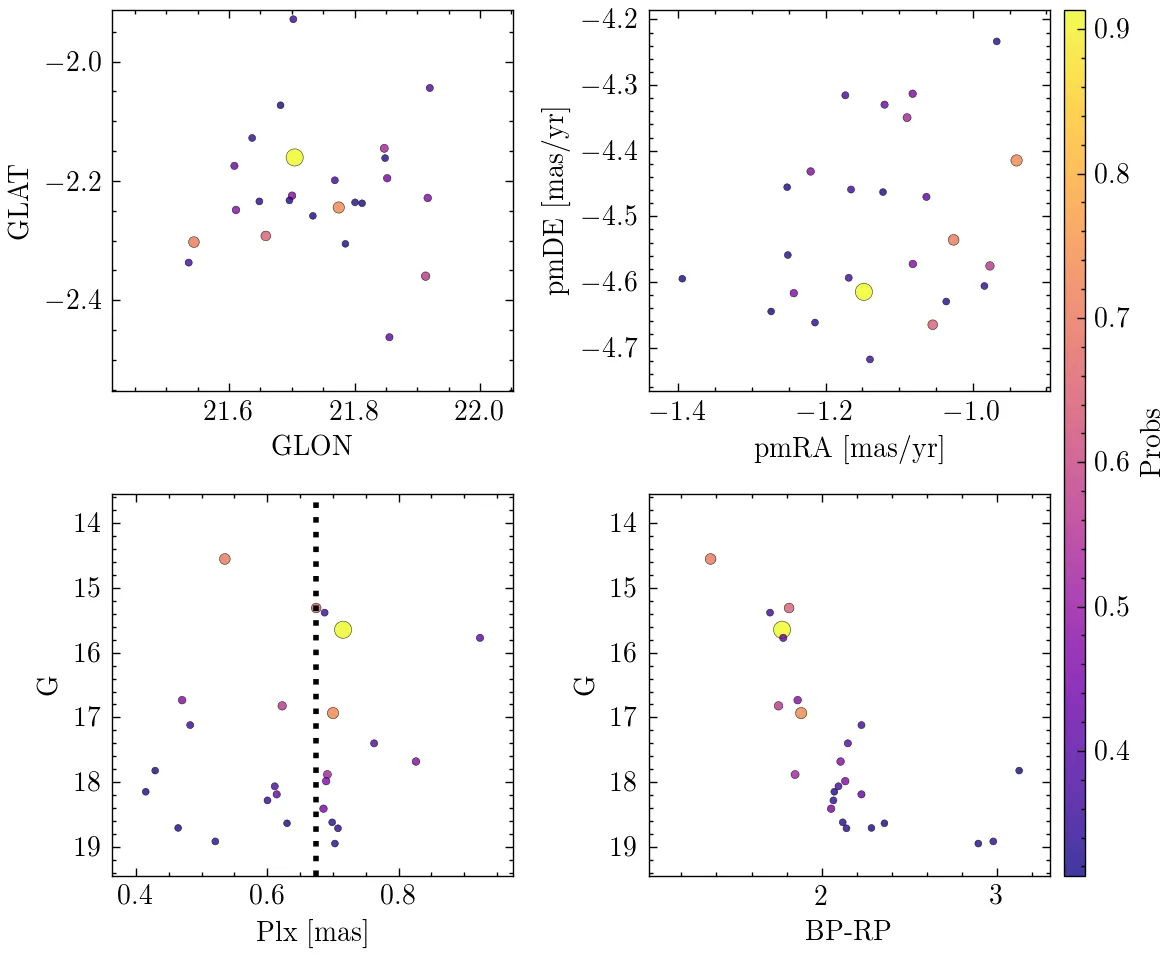 −2.0
−2.2
−2.4
GLAT
21.6 21.8 22.0
GLON
−4.2
−4.3
−4.4
−4.5
−4.6
−4.7
pmDE [mas/yr]
−1.4 −1.2 −1.0
pmRA [mas/yr]
0.9
0.8
0.7
0.6
0.5
0.4
Probs
14
15
16
17
18
19
G
0.4 0.6 0.8
Plx [mas]
14
15
16
17
18
19
G
2 3
BP-RP